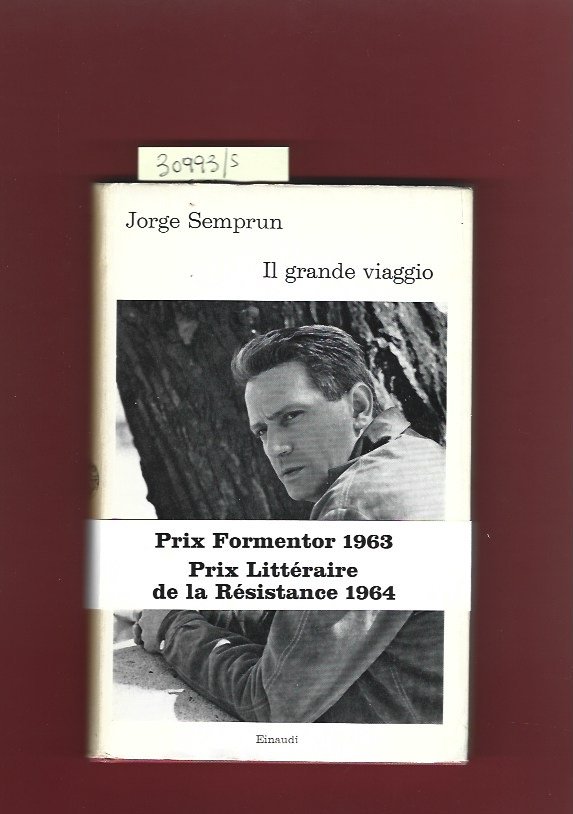 30993/s
Jorge Semprun
Il grande viaggio
Prix Formentor 1963
Prix Littéraire
de la Résistance 1964
Einaudi